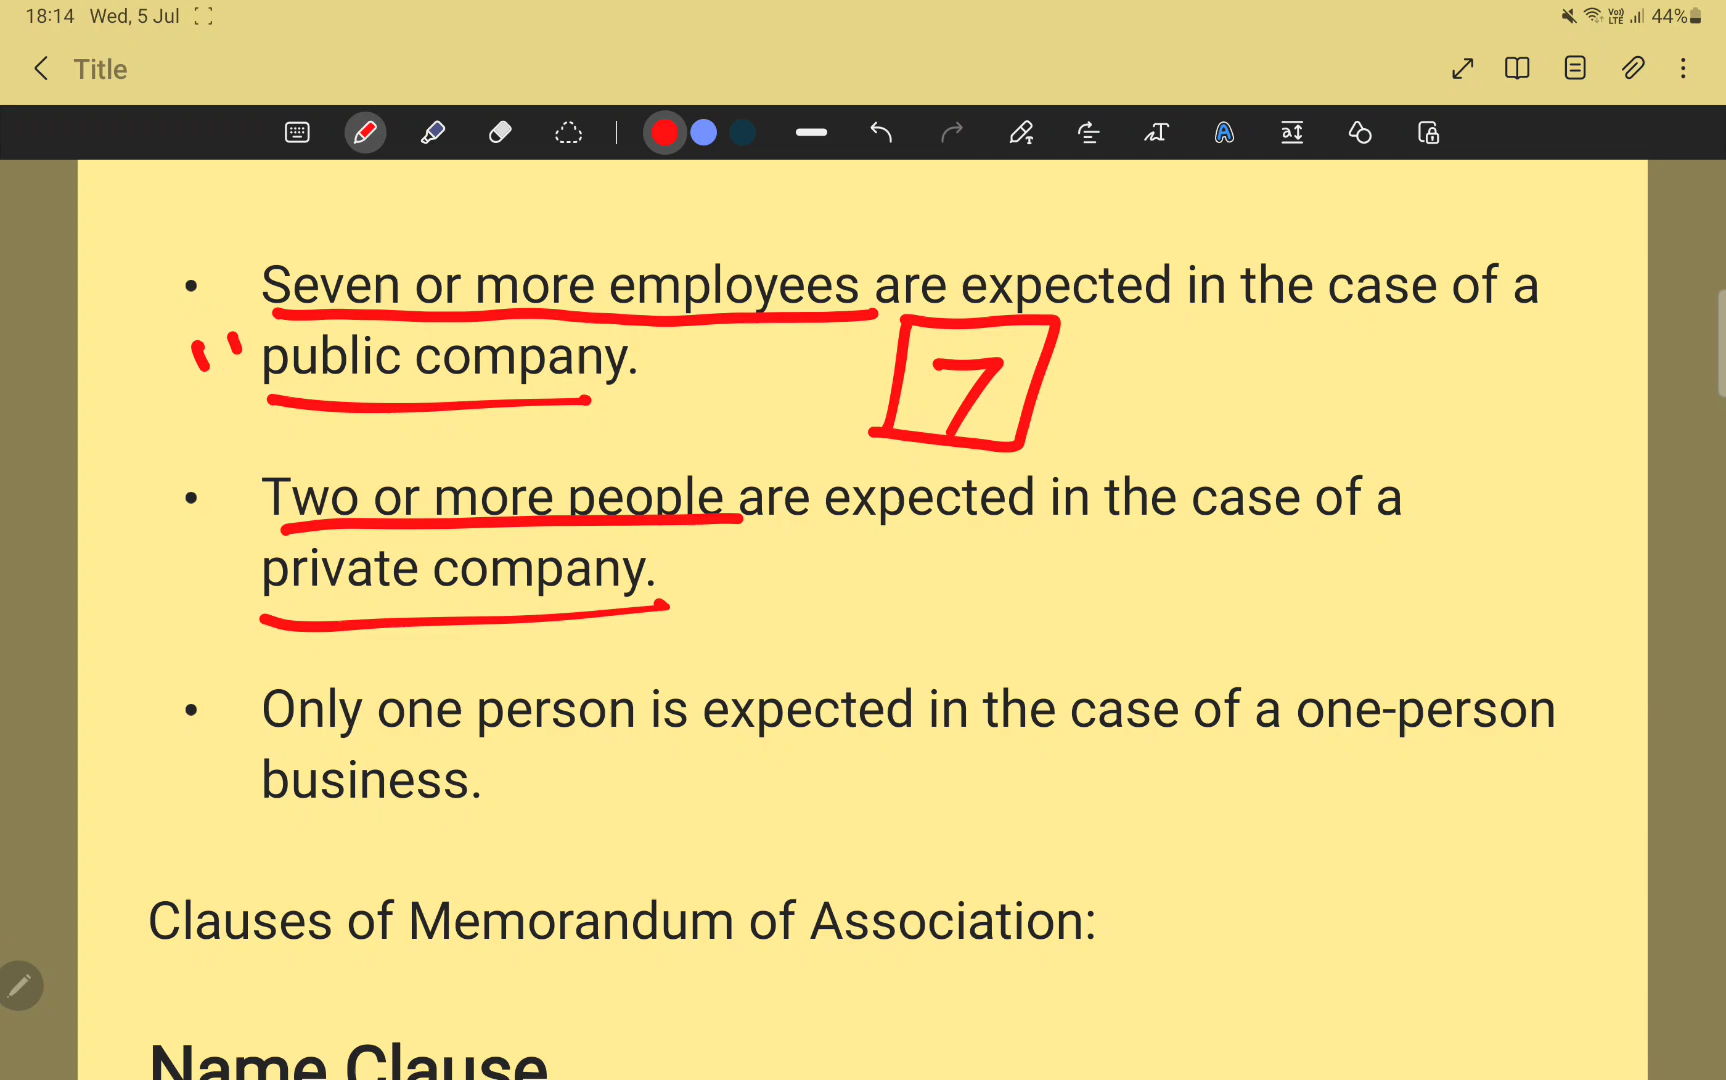 18:14 Wed, 5 Jul 44%
Title
• Seven or more employees are expected in the case of a
public company.
7
• Two or more people are expected in the case of a
private company.
• Only one person is expected in the case of a one-person
business.
Clauses of Memorandum of Association:
Name Clause